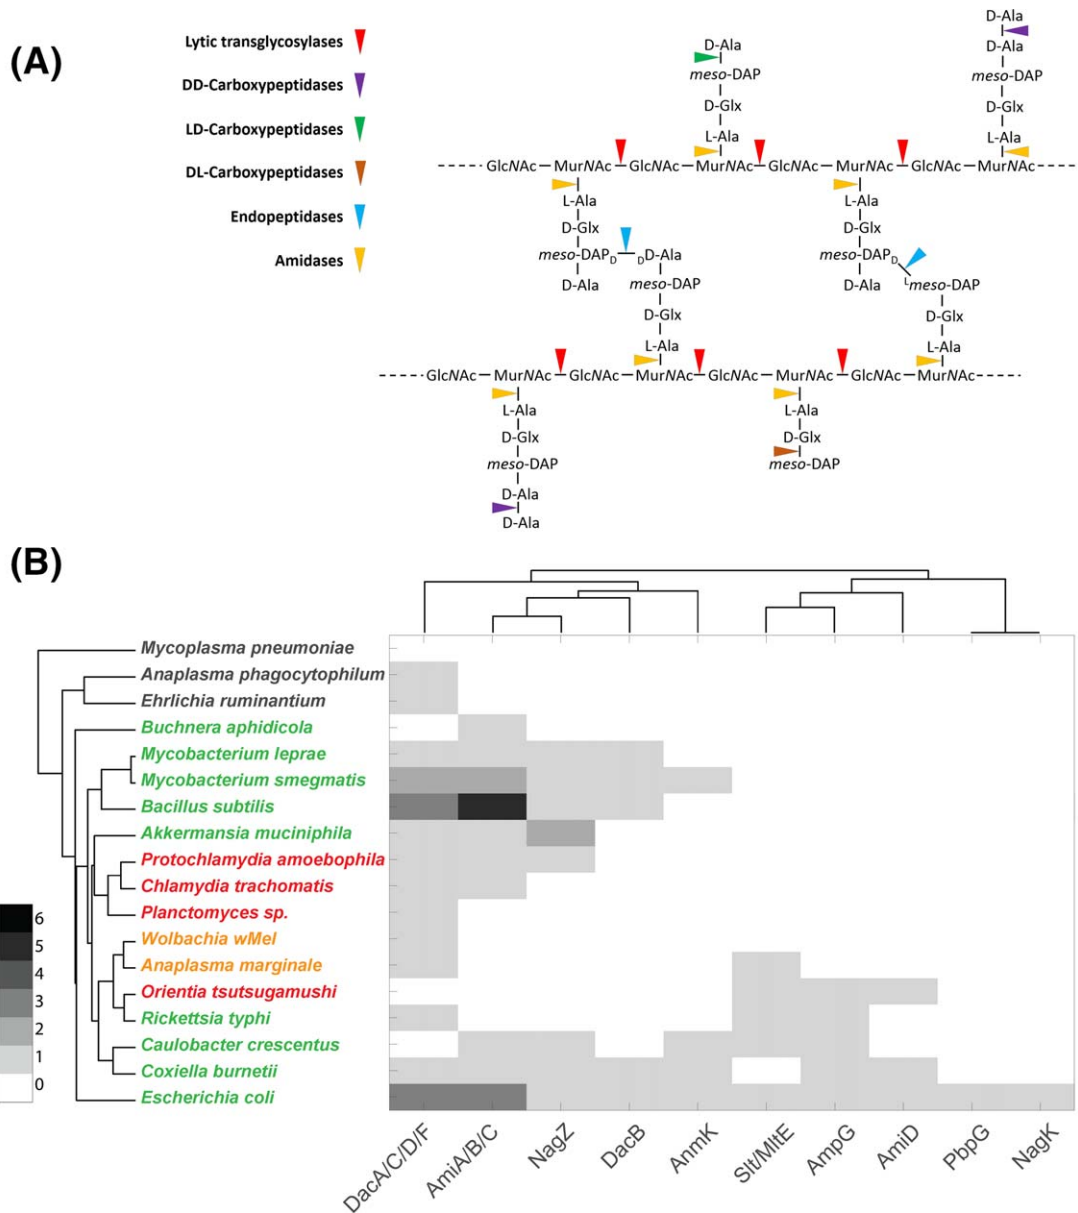 (A)
Lytic transglycosylases
DD-Carboxypeptidases
LD-Carboxypeptidases
DL-Carboxypeptidases
Endopeptidases
Amidases
D-Ala
D-Ala
D-Ala
meso-DAP
meso-DAP
D-Glx
D-Glx
L-Ala
L-Ala
GlcNAc MurNAc GlcNAc MurNAc GlcNAc MurNAc GlcNAc MurNAc
L-Ala
L-Ala
D-Glx
D-Glx
meso-DAP D D D-Ala
meso-DAP D
D-Ala
meso-DAP
D-Ala
L meso-DAP
D-Glx
D-Glx
L-Ala
L-Ala
GlcNAc MurNAc GlcNAc MurNAc GlcNAc MurNAc GlcNAc MurNAc
L-Ala
L-Ala
D-Glx
D-Glx
meso-DAP
meso-DAP
D-Ala
D-Ala
(B)
Mycoplasma pneumoniae
Anaplasma phagocytophilum
Ehrlichia ruminantium
Buchnera aphidicola
Mycobacterium leprae
Mycobacterium smegmatis
Bacillus subtilis
Akkermansia muciniphila
Protochlamydia amoebophila
Chlamydia trachomatis
Planctomyces sp.
Wolbachia wMel
Anaplasma marginale
Orientia tsutsugamushi
Rickettsia typhi
Caulobacter crescentus
Coxiella burnetii
Escherichia coli
6
5
4
3
2
1
0
DacA/C/D/F
AmiA/B/C
NagZ
DacB
AnmK
Slt/MltE
AmpG
AmiD
PbpG
NagK